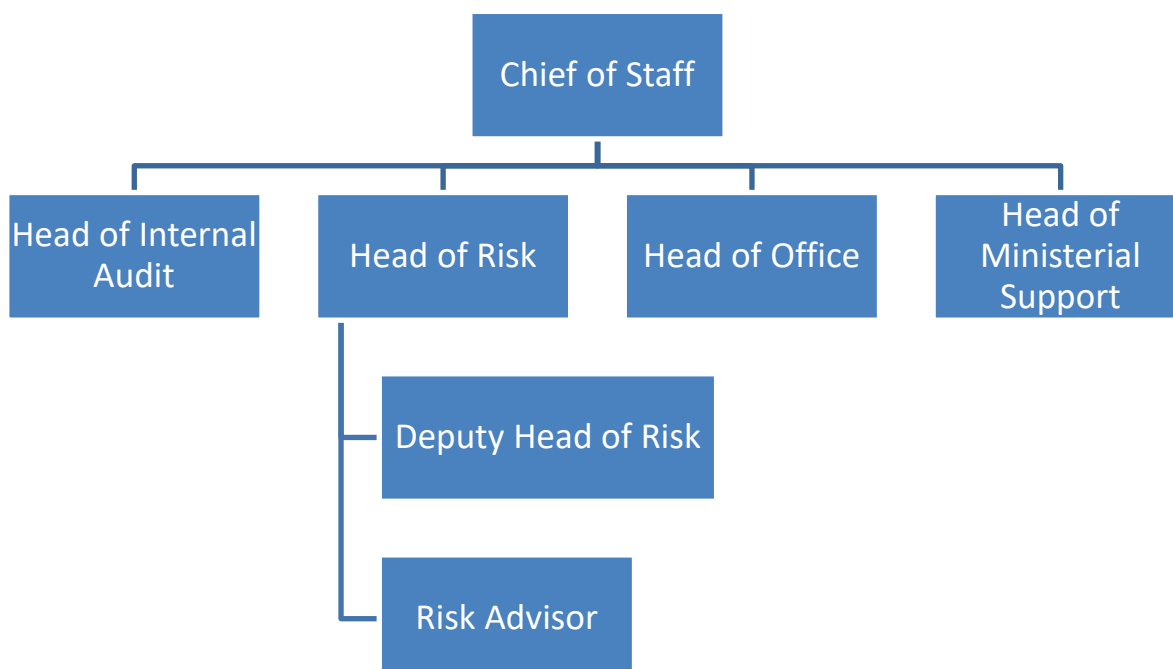 Chief of Staff
Head of Internal
Audit
Head of Risk
Head of Office
Head of
Ministerial
Support
Deputy Head of Risk
Risk Advisor